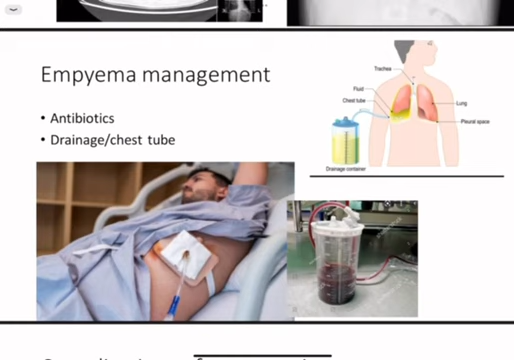 Empyema management
• Antibiotics
• Drainage/chest tube
Trachea
Fluid
Chest tube
Lung
Pleural space
Drainage container